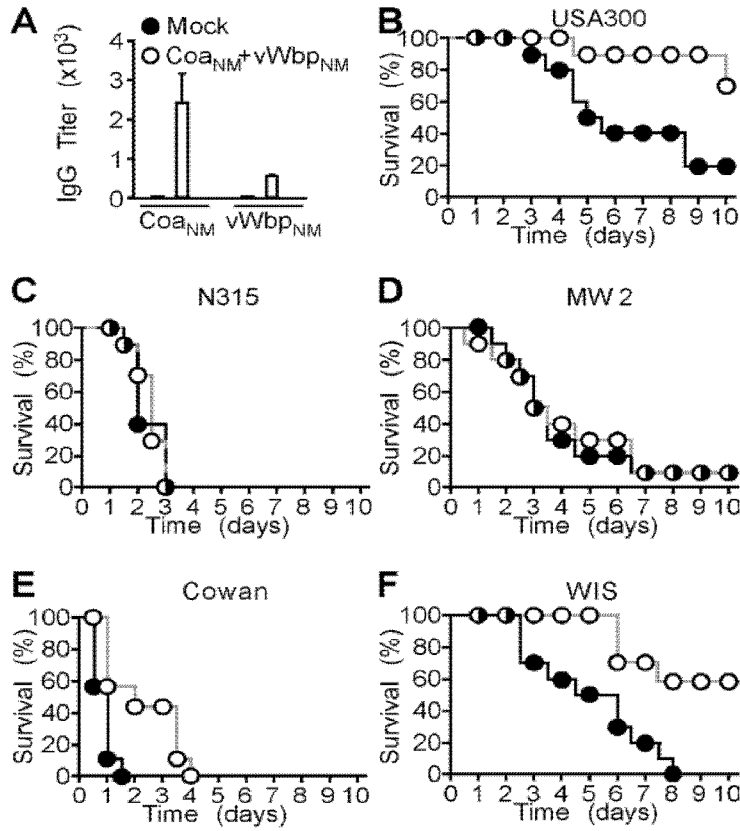 A
Mock
Coa_NM+vWbp_NM
IgG Titer (x10³)
4
3
2
1
0
Coa_NM vWbp_NM
B
USA300
Survival (%)
100
80
60
40
20
0
0 1 2 3 4 5 6 7 8 9 10
Time (days)
C
N315
Survival (%)
100
80
60
40
20
0
0 1 2 3 4 5 6 7 8 9 10
Time (days)
D
MW 2
Survival (%)
100
80
60
40
20
0
0 1 2 3 4 5 6 7 8 9 10
Time (days)
E
Cowan
Survival (%)
100
80
60
40
20
0
0 1 2 3 4 5 6 7 8 9 10
Time (days)
F
WIS
Survival (%)
100
80
60
40
20
0
0 1 2 3 4 5 6 7 8 9 10
Time (days)